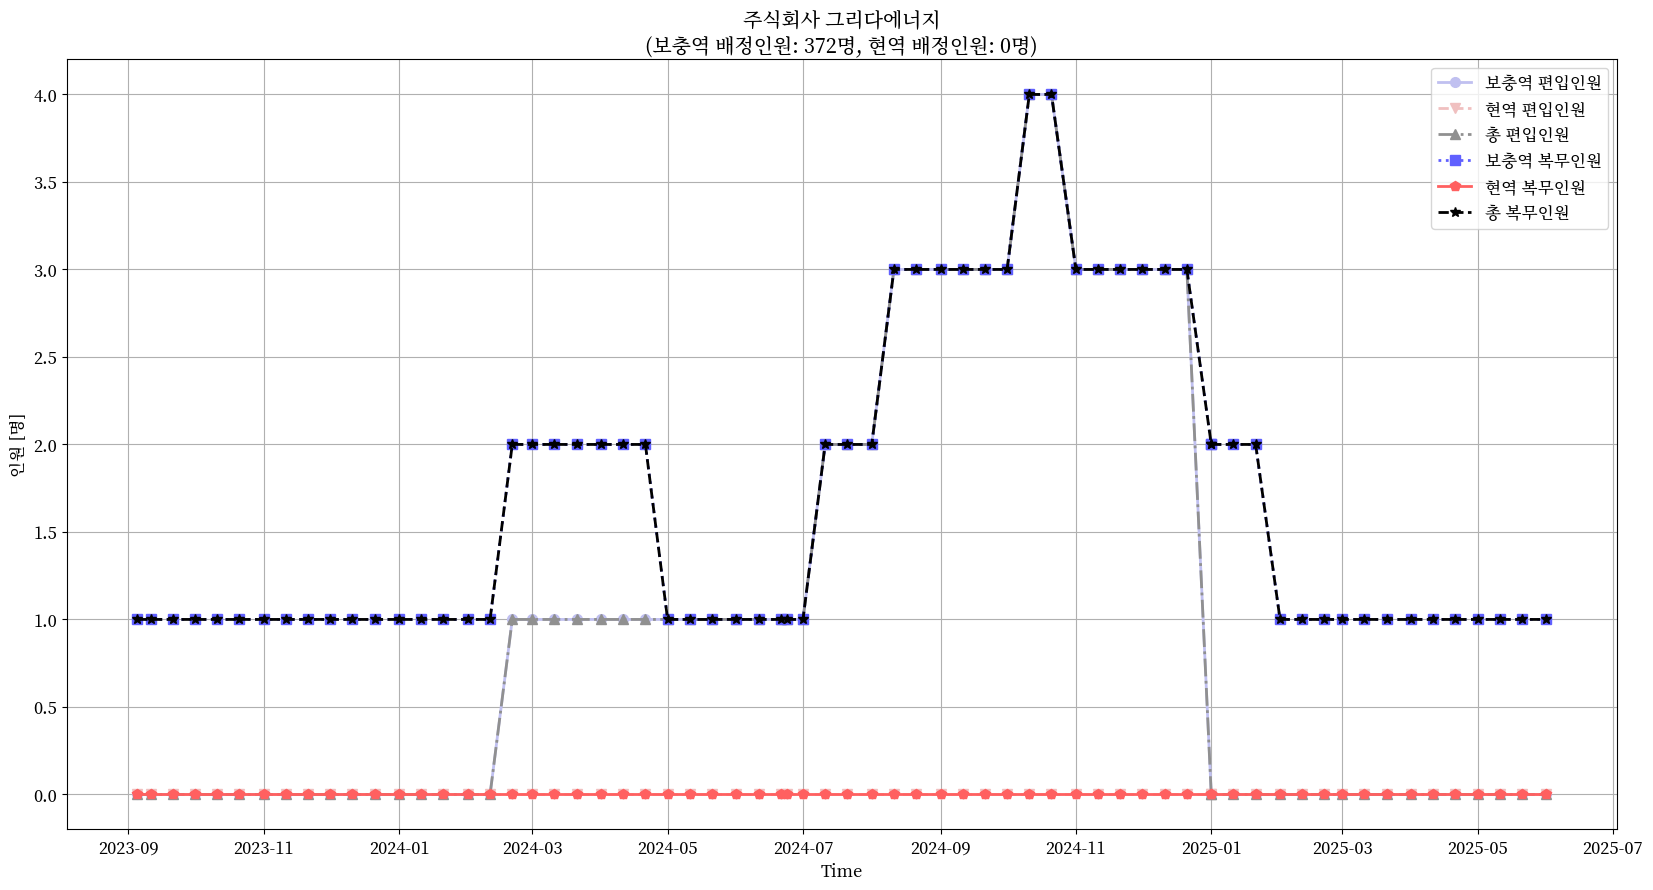 주식회사 그리다에너지
(보충역 배정인원: 372명, 현역 배정인원: 0명)
보충역 편입인원
현역 편입인원
총 편입인원
보충역 복무인원
현역 복무인원
총 복무인원
인원 [명]
4.0
3.5
3.0
2.5
2.0
1.5
1.0
0.5
0.0
2023-09 2023-11 2024-01 2024-03 2024-05 2024-07 2024-09 2024-11 2025-01 2025-03 2025-05 2025-07
Time